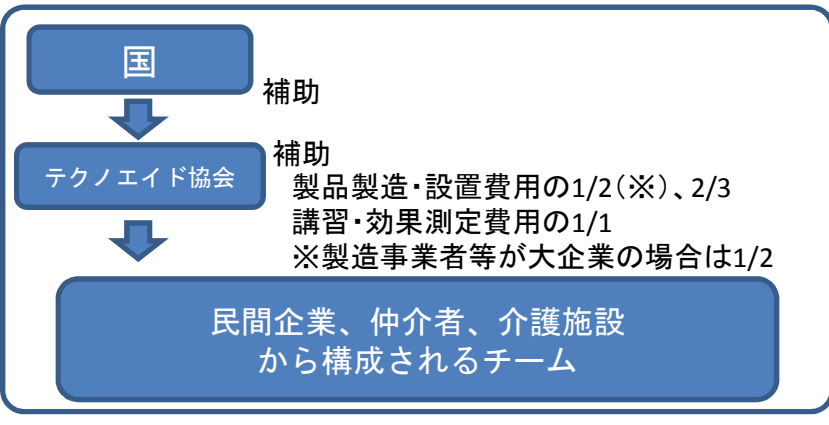 国
補助
テクノエイド協会
補助
製品製造・設置費用の1/2(※)、2/3
講習・効果測定費用の1/1
※製造事業者等が大企業の場合は1/2
民間企業、仲介者、介護施設
から構成されるチーム